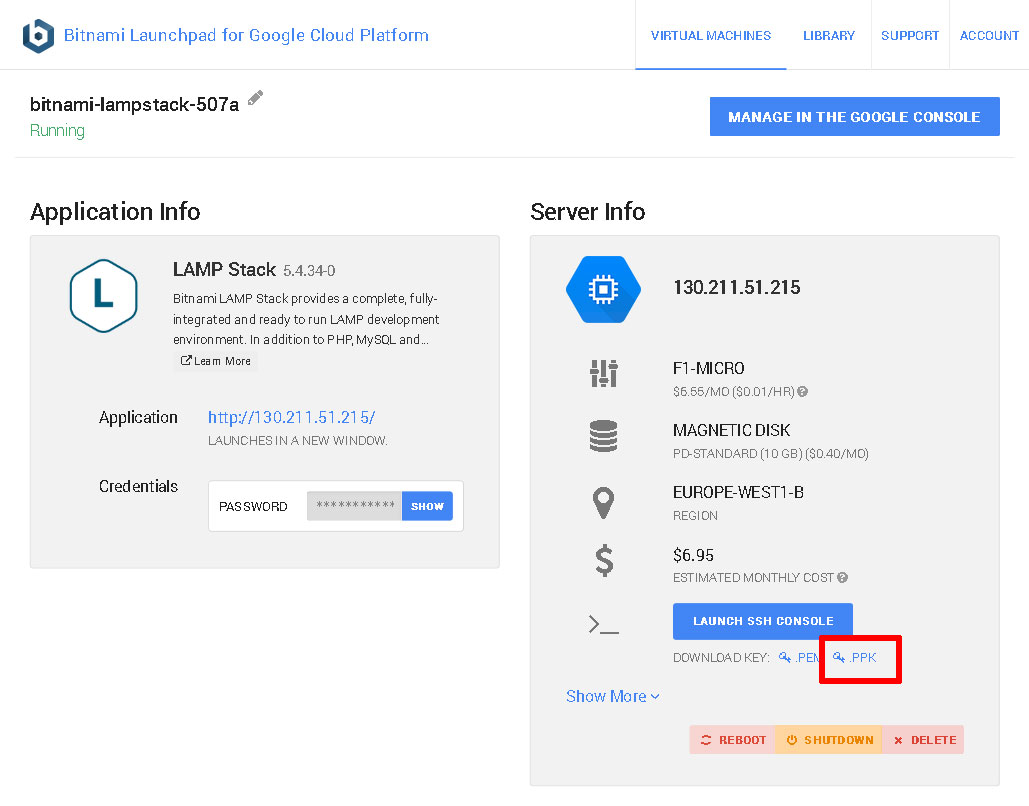 Bitnami Launchpad for Google Cloud Platform
VIRTUAL MACHINES
LIBRARY
SUPPORT
ACCOUNT
bitnami-lampstack-507a
Running
MANAGE IN THE GOOGLE CONSOLE
Application Info
L
LAMP Stack 5.4.34-0
Bitnami LAMP Stack provides a complete, fully-
integrated and ready to run LAMP development
environment. In addition to PHP, MySQL and...
Learn More
Application
http://130.211.51.215/
LAUNCHES IN A NEW WINDOW.
Credentials
PASSWORD *********** SHOW
Server Info
130.211.51.215
F1-MICRO
$6.55/MO ($0.01/HR)
MAGNETIC DISK
PD-STANDARD (10 GB) ($0.40/MO)
EUROPE-WEST1-B
REGION
$6.95
ESTIMATED MONTHLY COST
LAUNCH SSH CONSOLE
DOWNLOAD KEY: .PEM .PPK
Show More
REBOOT SHUTDOWN DELETE